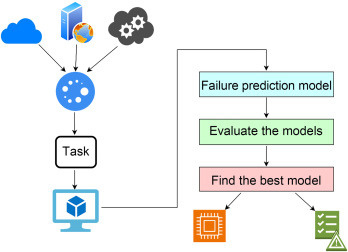 Task
Failure prediction model
Evaluate the models
Find the best model